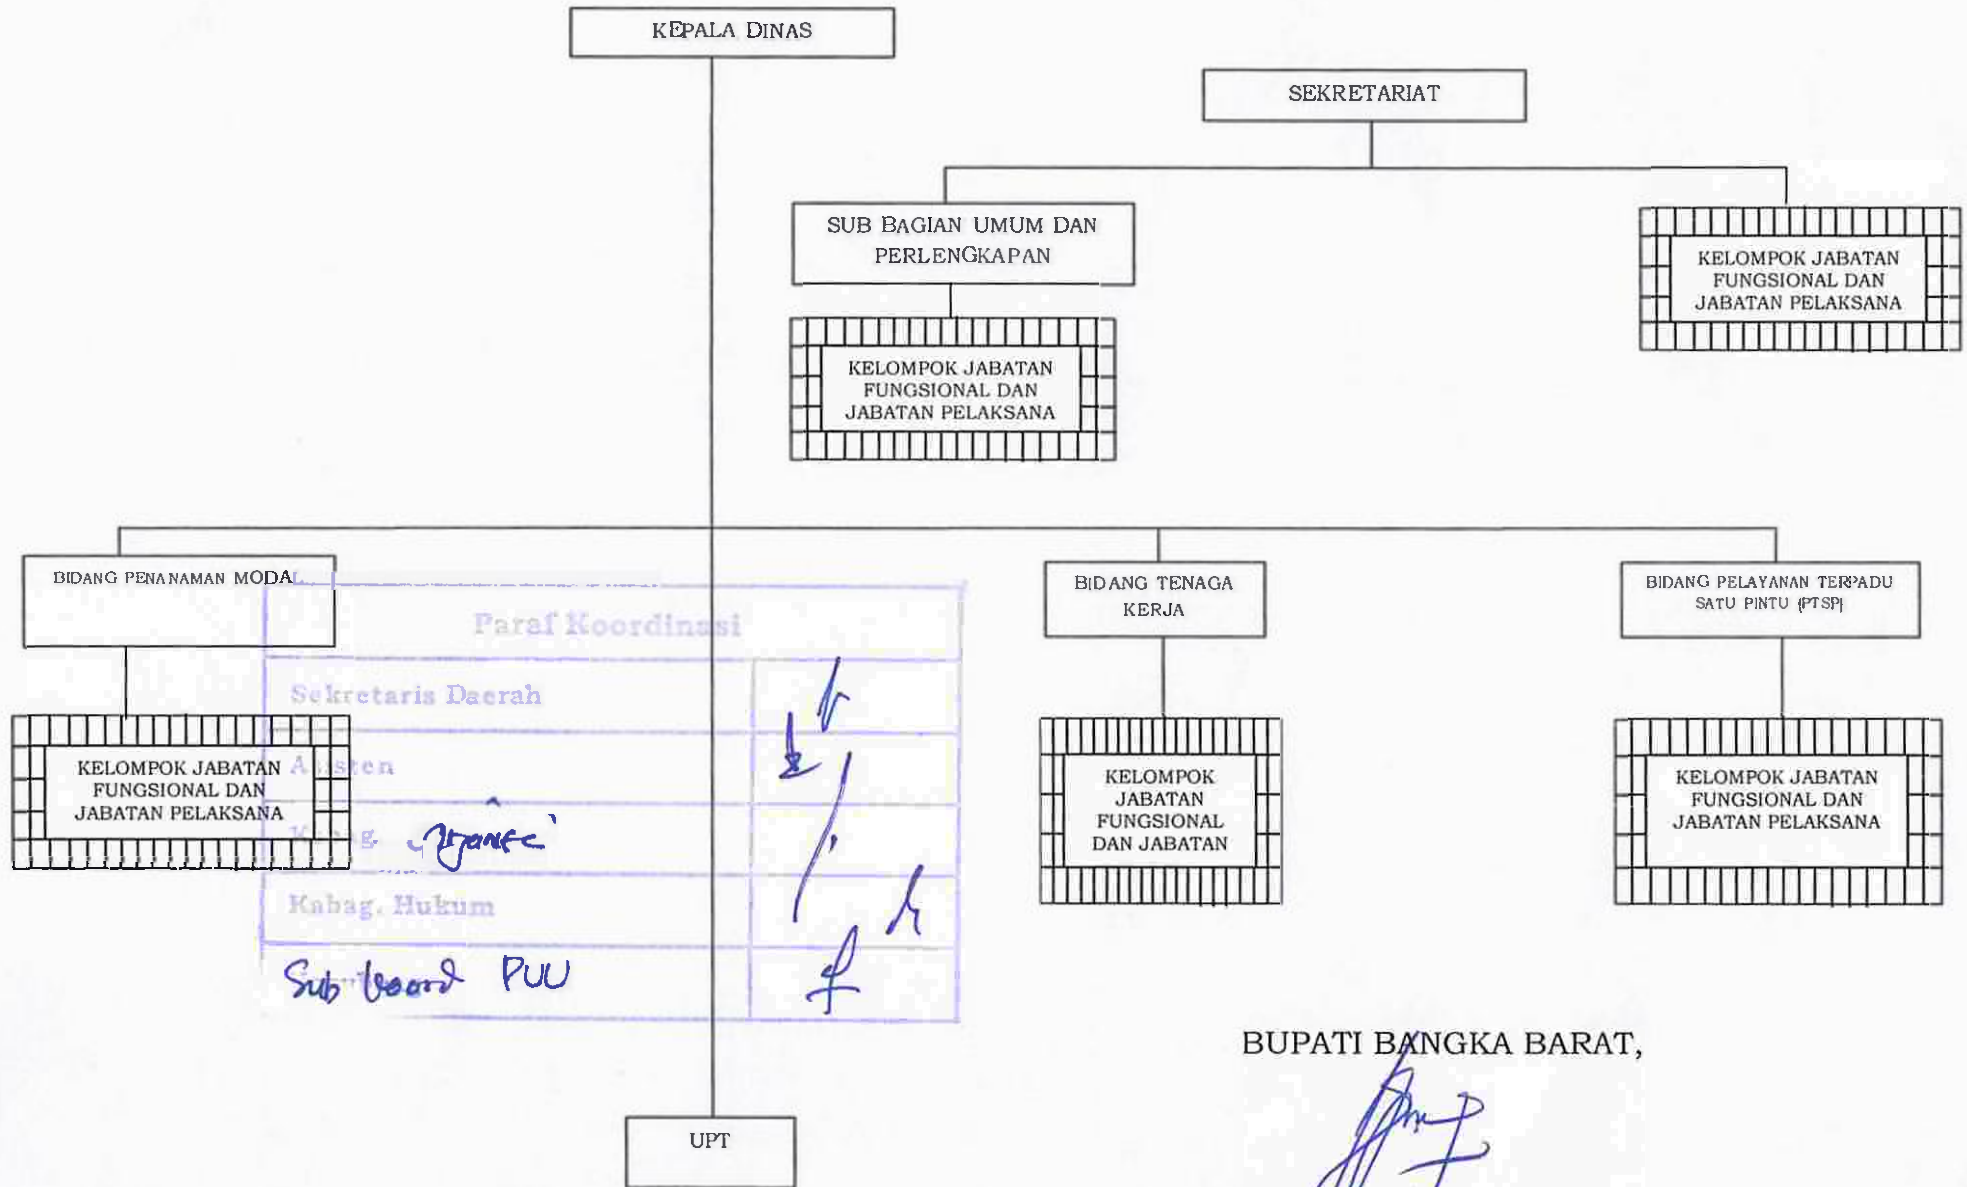 KEPALA DINAS
SEKRETARIAT
SUB BAGIAN UMUM DAN
PERLENGKAPAN
KELOMPOK JABATAN
FUNGSIONAL DAN
JABATAN PELAKSANA
KELOMPOK JABATAN
FUNGSIONAL DAN
JABATAN PELAKSANA
BIDANG PENANAMAN MODAL
BIDANG TENAGA
KERJA
BIDANG PELAYANAN TERPADU
SATU PINTU (PTSP)
KELOMPOK JABATAN
FUNGSIONAL DAN
JABATAN PELAKSANA
KELOMPOK
JABATAN
FUNGSIONAL
DAN JABATAN
KELOMPOK JABATAN
FUNGSIONAL DAN
JABATAN PELAKSANA
Paraf Koordinasi
Sekretaris Daerah
Asisten
Kabag.
Kabag. Hukum
Sub Koord PUU
UPT
BUPATI BANGKA BARAT,